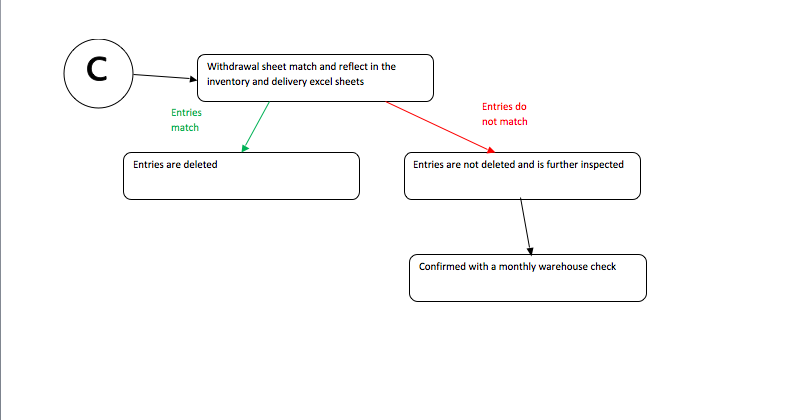 C
Withdrawal sheet match and reflect in the
inventory and delivery excel sheets
Entries
match
Entries do
not match
Entries are deleted
Entries are not deleted and is further inspected
Confirmed with a monthly warehouse check